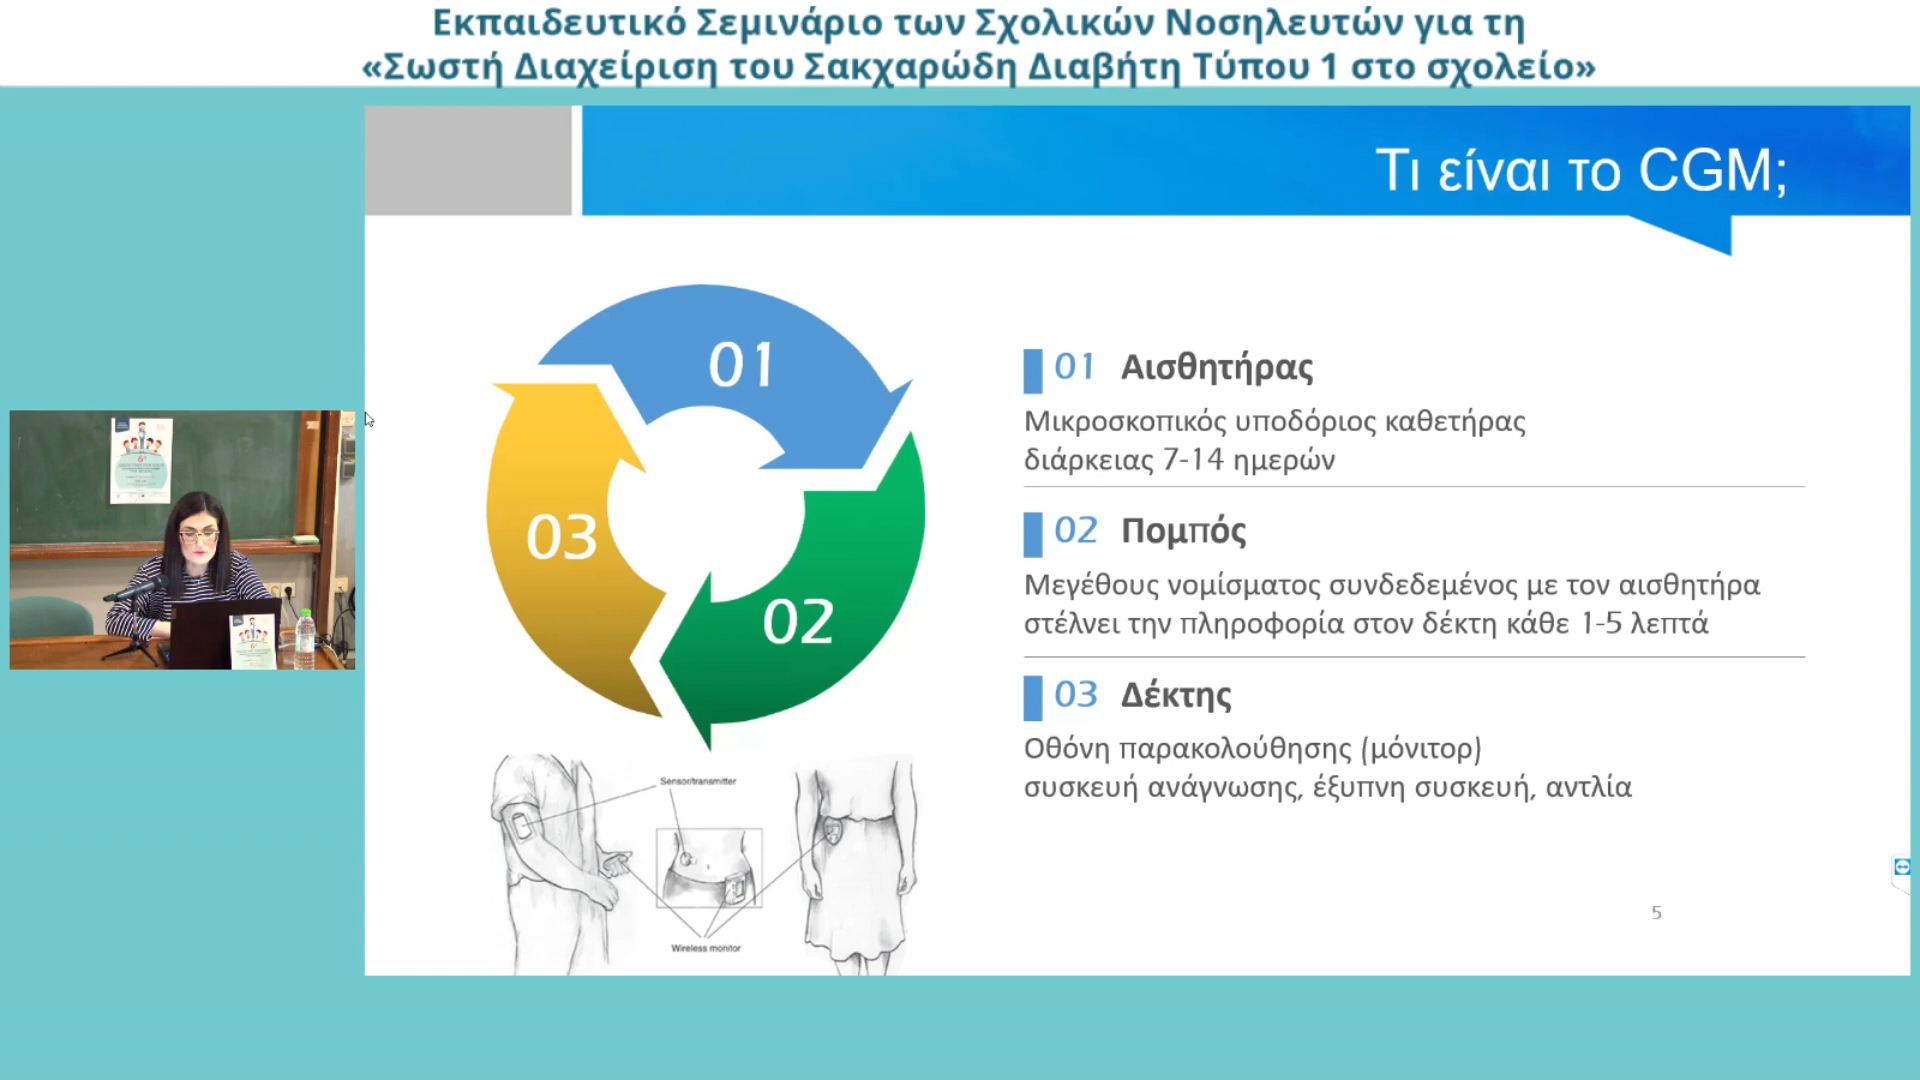 Εκπαιδευτικό Σεμινάριο των Σχολικών Νοσηλευτών για τη
«Σωστή Διαχείριση του Σακχαρώδη Διαβήτη Τύπου 1 στο σχολείο»
Τι είναι το CGM;
01
02
03
01 Αισθητήρας
Μικροσκοπικός υποδόριος καθετήρας
διάρκειας 7-14 ημερών
02 Πομπός
Μεγέθους νομίσματος συνδεδεμένος με τον αισθητήρα
στέλνει την πληροφορία στον δέκτη κάθε 1-5 λεπτά
03 Δέκτης
Οθόνη παρακολούθησης (μόνιτορ)
συσκευή ανάγνωσης, έξυπνη συσκευή, αντλία
Sensor/transmitter
Wireless monitor
5